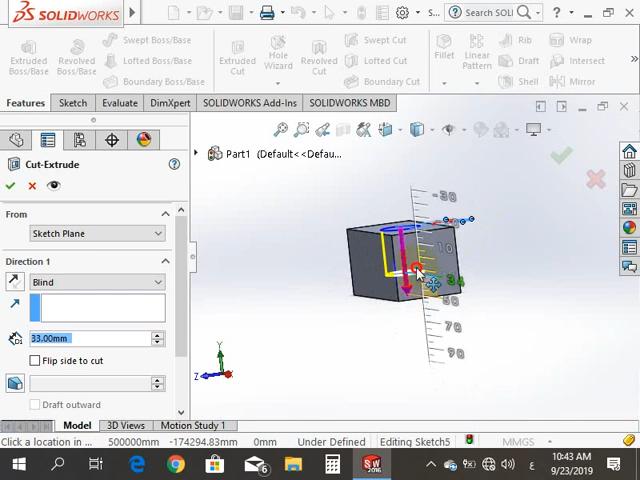 SOLIDWORKS
S...
Search SOLI
Extruded Boss/Base
Revolved Boss/Base
Swept Boss/Base
Lofted Boss/Base
Boundary Boss/Base
Extruded Cut
Hole Wizard
Revolved Cut
Swept Cut
Lofted Cut
Boundary Cut
Fillet
Linear Pattern
Rib
Draft
Shell
Wrap
Intersect
Mirror
Features
Sketch
Evaluate
DimXpert
SOLIDWORKS Add-Ins
SOLIDWORKS MBD
Part1 (Default<<Defau...
Cut-Extrude
From
Sketch Plane
Direction 1
Blind
33.00mm
Flip side to cut
Draft outward
-30
10
34
50
70
90
Y
Z
X
Model
3D Views
Motion Study 1
Click a location in ...
500000mm
-174294.83mm
0mm
Under Defined
Editing Sketch5
MMGS
6
SW
2016
ع
10:43 AM
9/23/2019